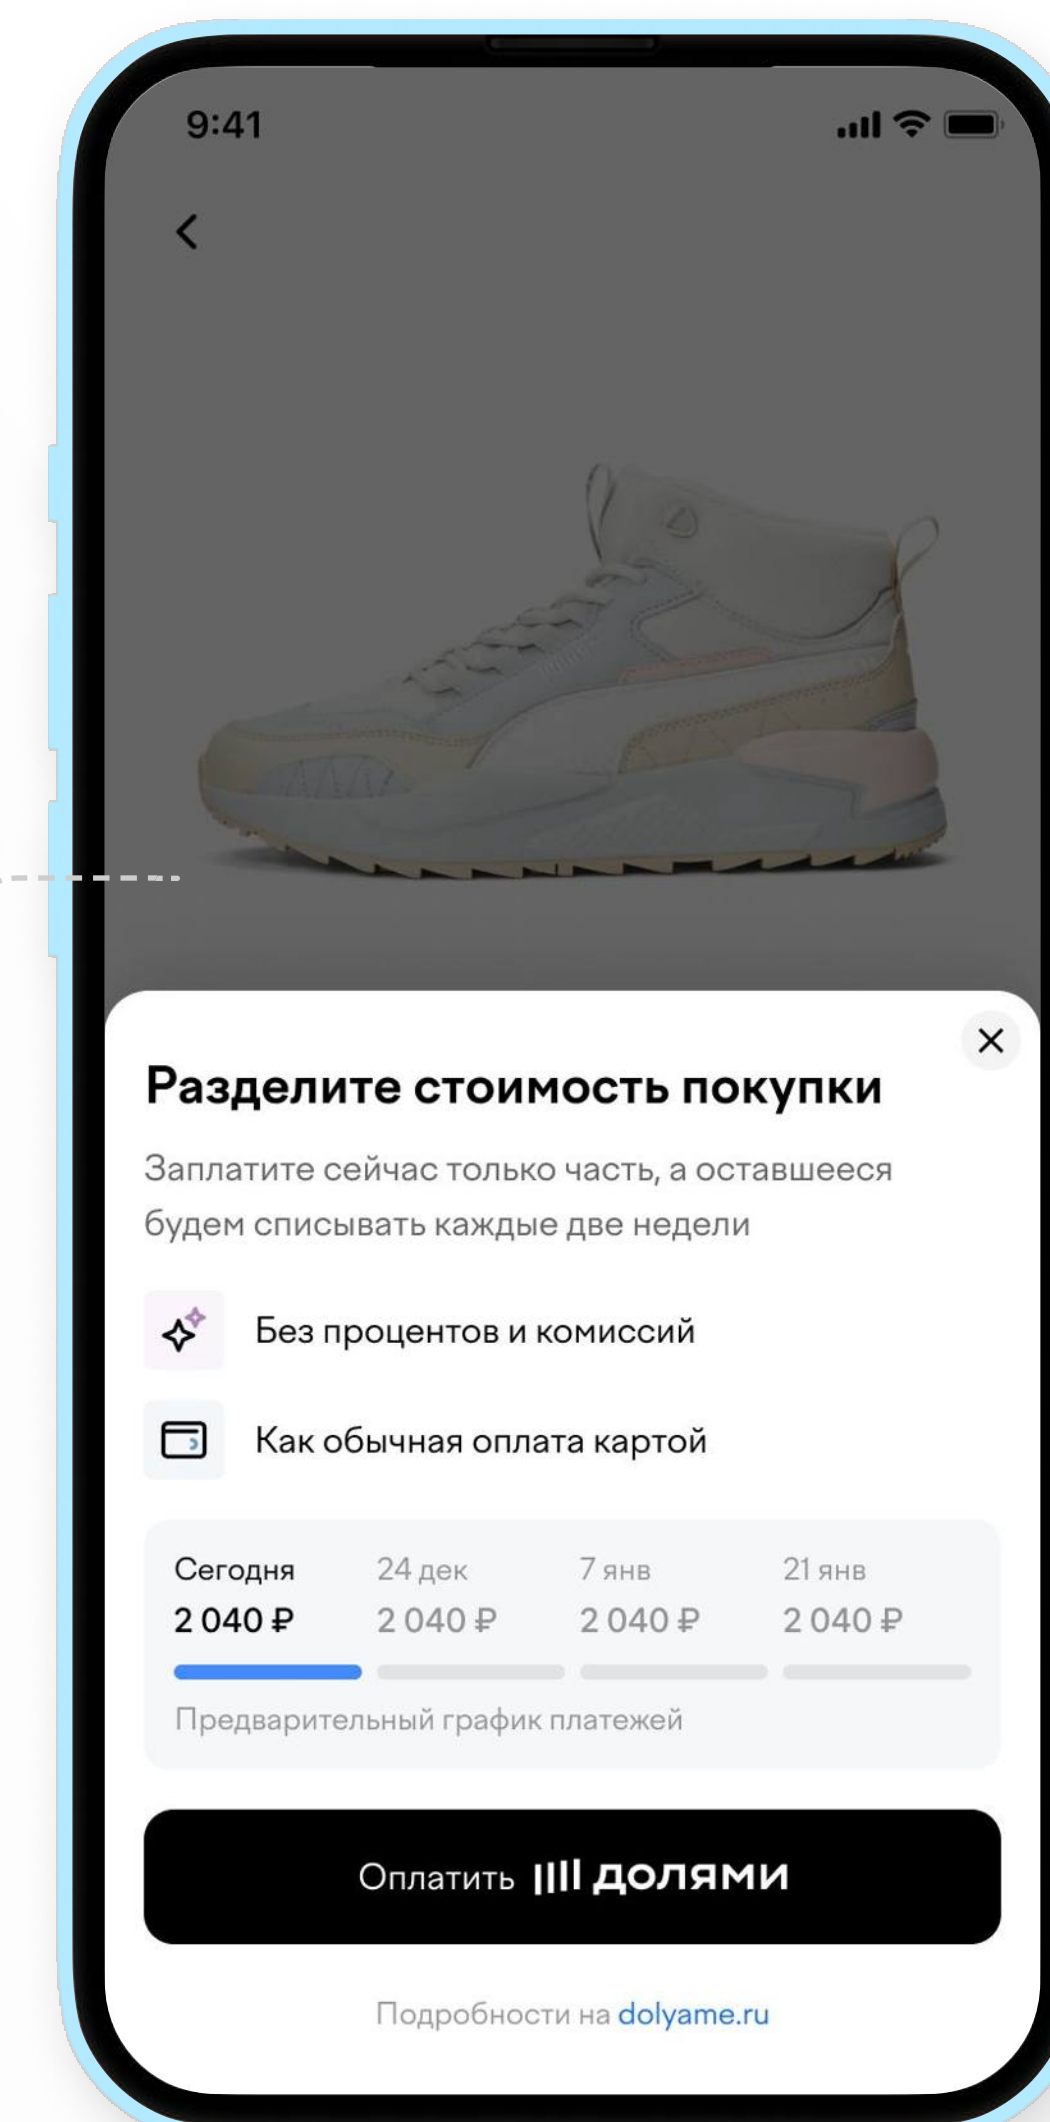 9:41
Разделите стоимость покупки
Заплатите сейчас только часть, а оставшееся
будем списывать каждые две недели
Без процентов и комиссий
Как обычная оплата картой
Сегодня 24 дек 7 янв 21 янв
2 040 ₽ 2 040 ₽ 2 040 ₽ 2 040 ₽
Предварительный график платежей
Оплатить долями
Подробности на dolyame.ru